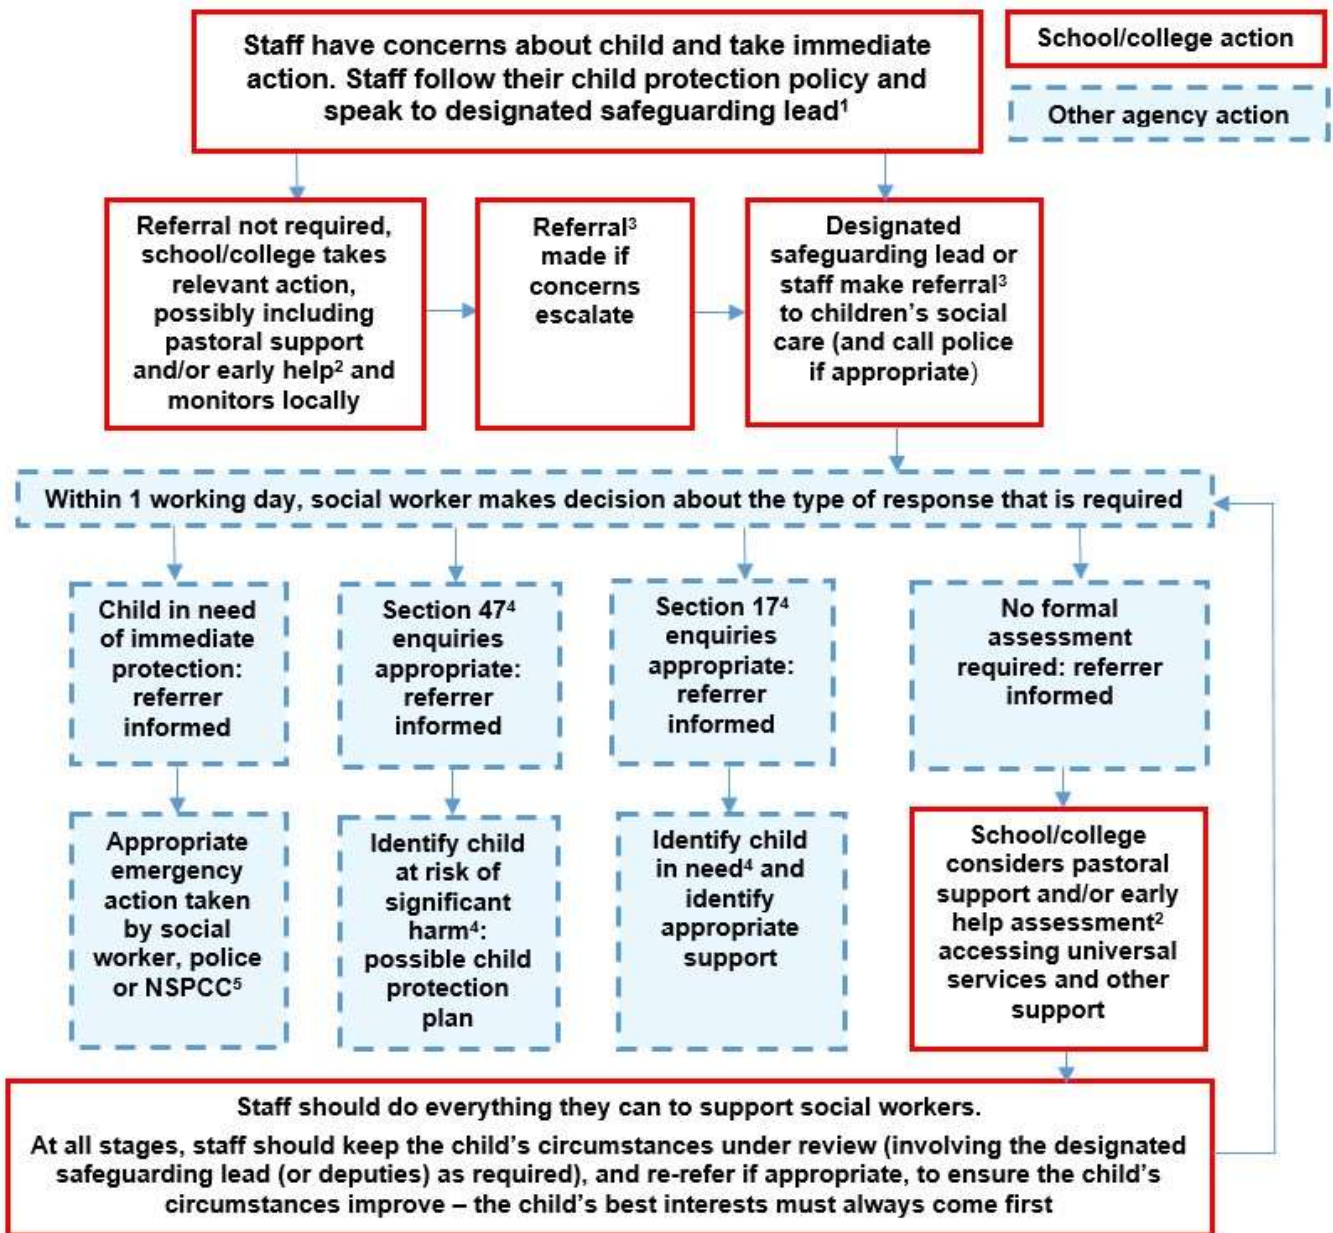 Staff have concerns about child and take immediate
action. Staff follow their child protection policy and
speak to designated safeguarding lead¹
School/college action
Other agency action
Referral not required,
school/college takes
relevant action,
possibly including
pastoral support
and/or early help² and
monitors locally
Referral³
made if
concerns
escalate
Designated
safeguarding lead or
staff make referral³
to children’s social
care (and call police
if appropriate)
Within 1 working day, social worker makes decision about the type of response that is required
Child in need
of immediate
protection:
referrer
informed
Section 47⁴
enquiries
appropriate:
referrer
informed
Section 17⁴
enquiries
appropriate:
referrer
informed
No formal
assessment
required: referrer
informed
Appropriate
emergency
action taken
by social
worker, police
or NSPCC⁵
Identify child
at risk of
significant
harm⁴:
possible child
protection
plan
Identify child
in need⁴ and
identify
appropriate
support
School/college
considers pastoral
support and/or early
help assessment²
accessing universal
services and other
support
Staff should do everything they can to support social workers.
At all stages, staff should keep the child’s circumstances under review (involving the designated
safeguarding lead (or deputies) as required), and re-refer if appropriate, to ensure the child’s
circumstances improve – the child’s best interests must always come first